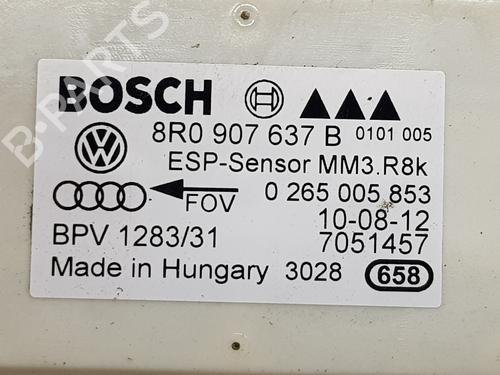 B-PARTS
BOSCH
8R0 907 637 B 0101 005
ESP-Sensor MM3.R8k
FOV 0 265 005 853
10-08-12
BPV 1283/31 7051457
Made in Hungary 3028 658